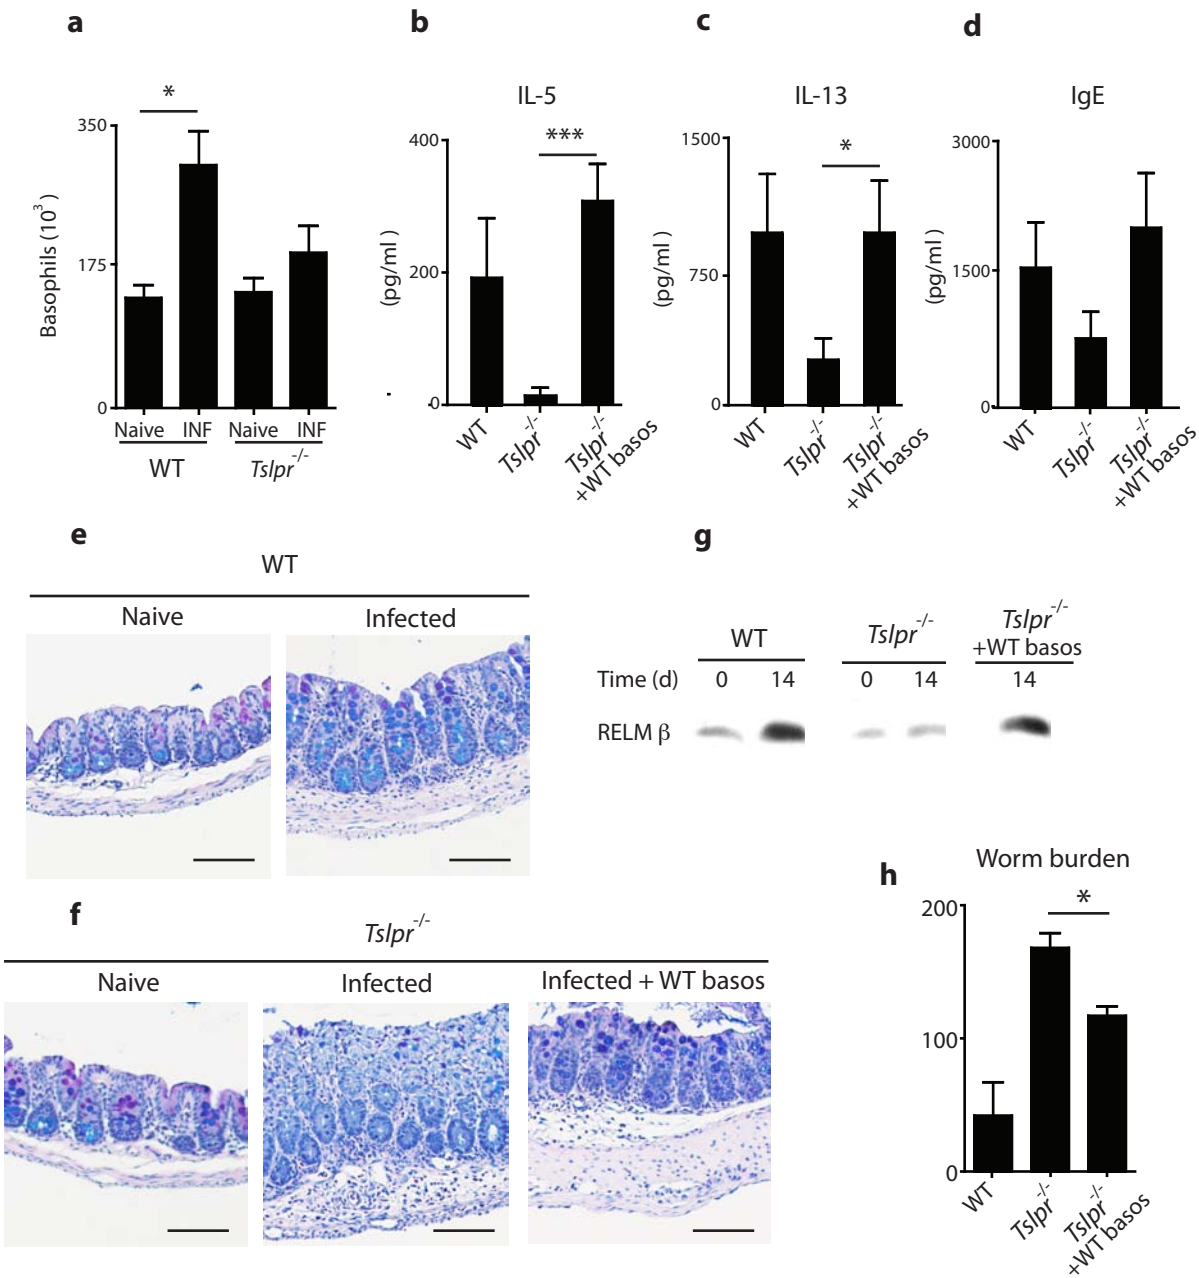 a
*
350
175
0
Basophils (10³)
Naive INF Naive INF
WT Tslpr-/-
b
IL-5
***
400
200
0
(pg/ml )
WT
Tslpr-/-
Tslpr-/-
+WT basos
c
IL-13
*
1500
750
0
(pg/ml )
WT
Tslpr-/-
Tslpr-/-
+WT basos
d
IgE
3000
1500
0
(pg/ml )
WT
Tslpr-/-
Tslpr-/-
+WT basos
e
WT
Naive Infected
g
WT Tslpr-/- Tslpr-/-
+WT basos
Time (d) 0 14 0 14 14
RELM β
f
Tslpr-/-
Naive Infected Infected + WT basos
h
Worm burden
*
200
100
0
WT
Tslpr-/-
Tslpr-/-
+WT basos